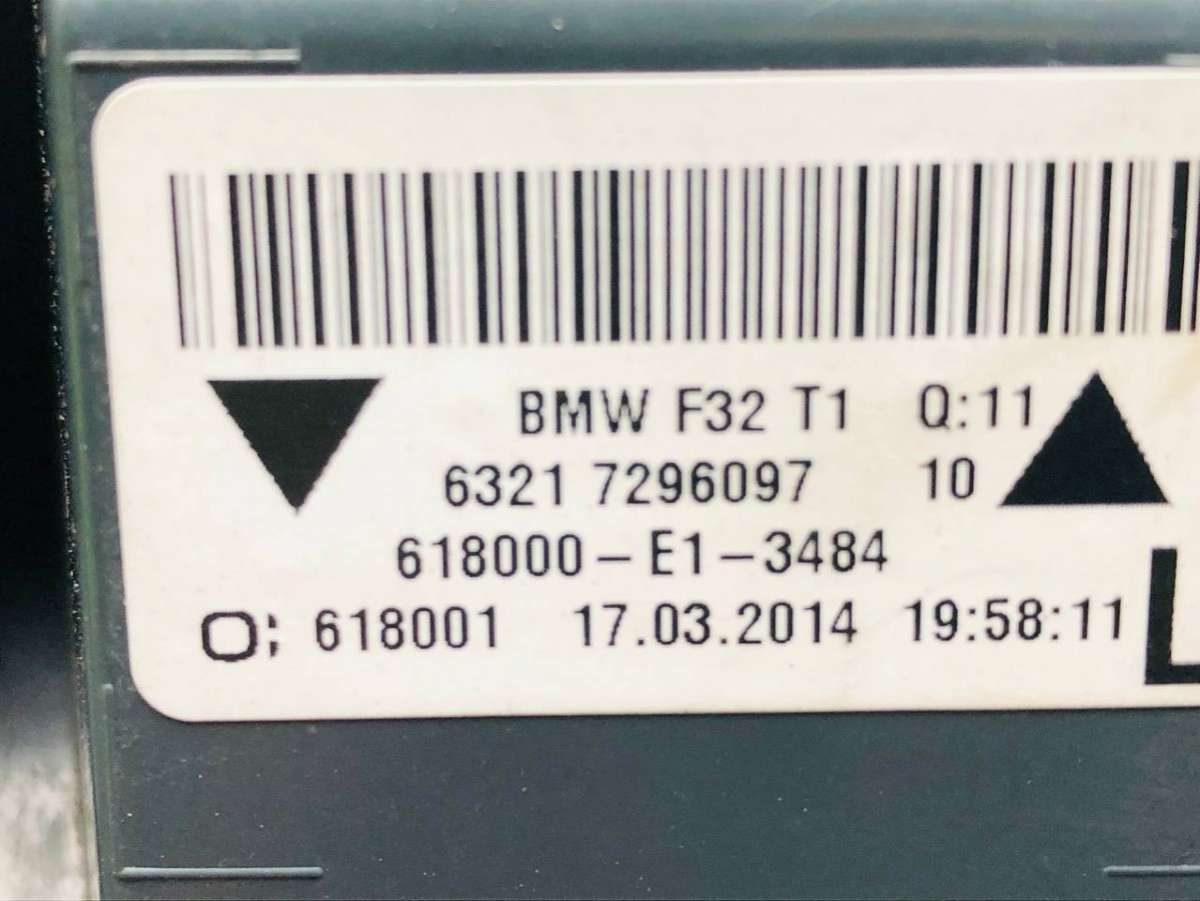 BMW F32 T1 Q:11
6321 7296097 10
618000-E1-3484
O; 618001 17.03.2014 19:58:11 L